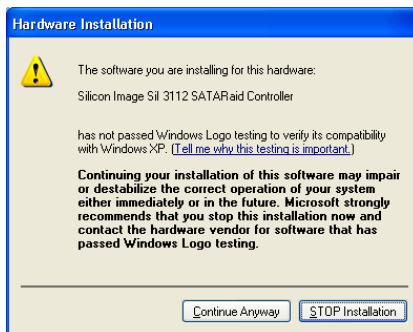 Hardware Installation
The software you are installing for this hardware:
Silicon Image SiI 3112 SATARaid Controller
has not passed Windows Logo testing to verify its compatibility
with Windows XP. (Tell me why this testing is important.)
Continuing your installation of this software may impair
or destabilize the correct operation of your system
either immediately or in the future. Microsoft strongly
recommends that you stop this installation now and
contact the hardware vendor for software that has
passed Windows Logo testing.
Continue Anyway
STOP Installation